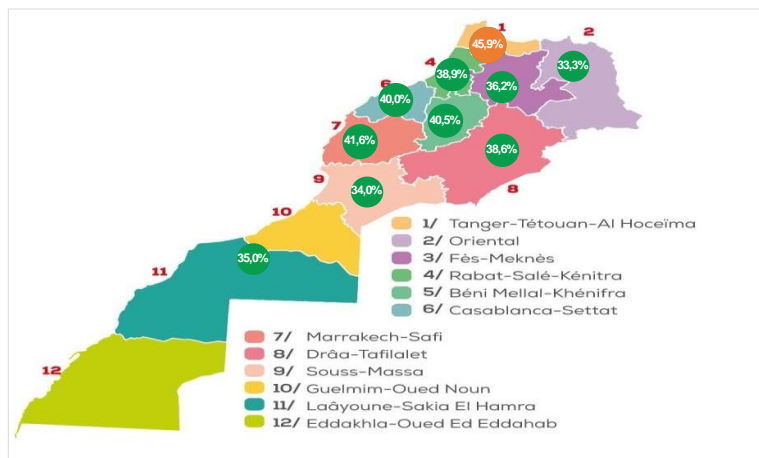 1
2
45,9%
33,3%
4
38,9%
36,2%
6
40,0%
40,5%
7
41,6%
38,6%
9
34,0%
8
10
35,0%
11
12
1/ Tanger-Tétouan-Al Hoceïma
2/ Oriental
3/ Fès-Meknès
4/ Rabat-Salé-Kénitra
5/ Béni Mellal-Khénifra
6/ Casablanca-Settat
7/ Marrakech-Safi
8/ Drâa-Tafilalet
9/ Souss-Massa
10/ Guelmim-Oued Noun
11/ Laâyoune-Sakia El Hamra
12/ Eddakhla-Oued Ed Eddahab